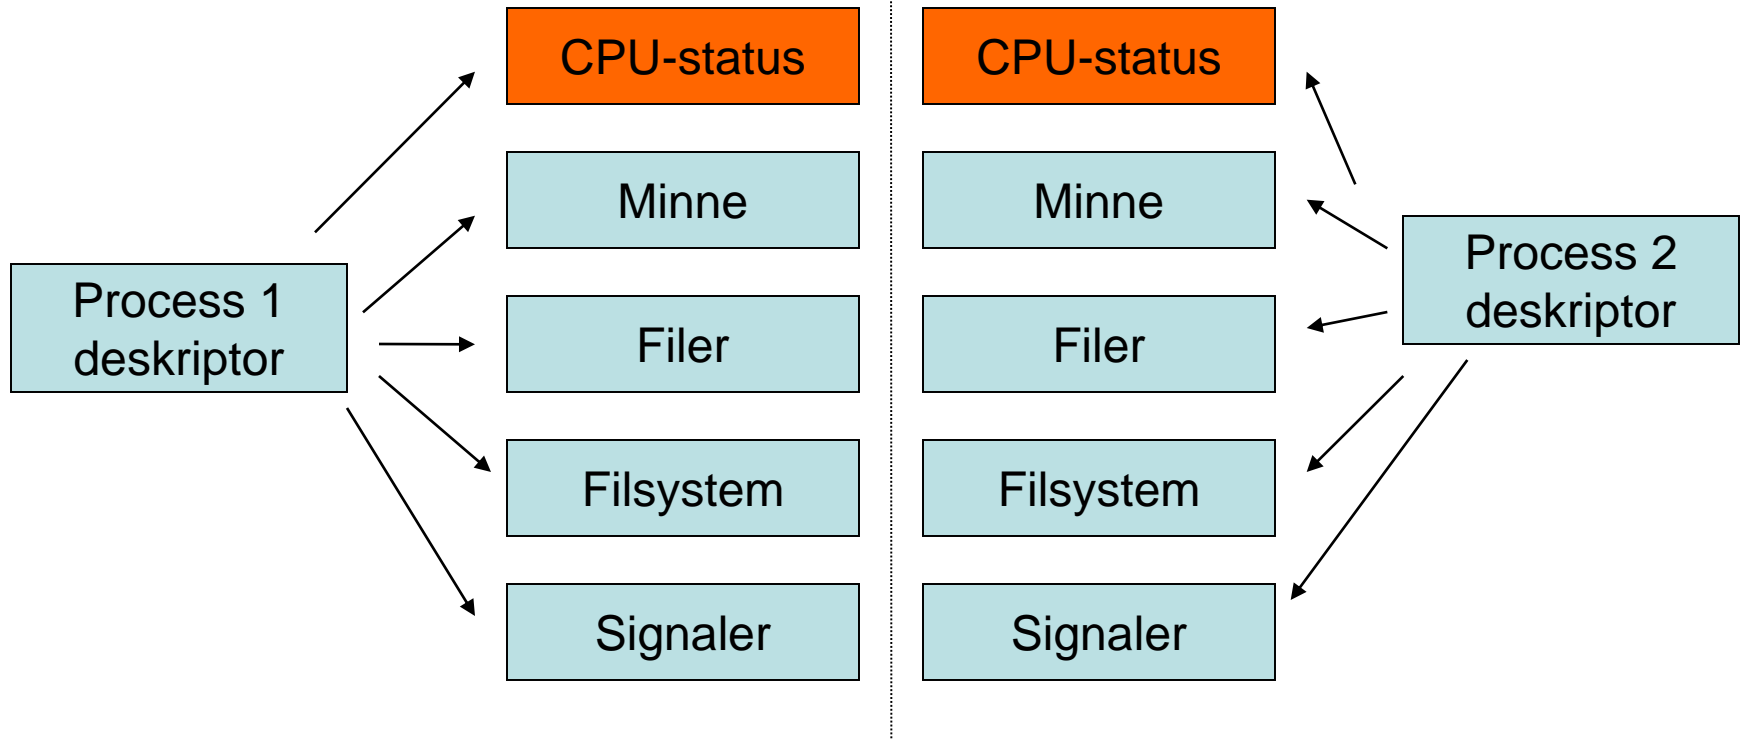 CPU-status
Minne
Process 1
deskriptor
Filer
Filsystem
Signaler
CPU-status
Minne
Process 2
deskriptor
Filer
Filsystem
Signaler